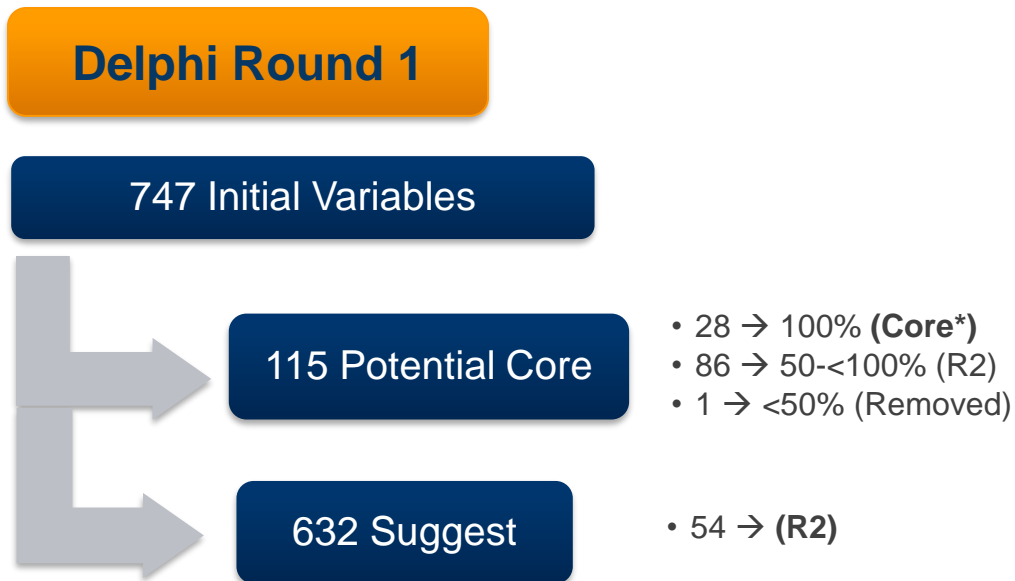 Delphi Round 1
747 Initial Variables
115 Potential Core
• 28 → 100% (Core*)
• 86 → 50-<100% (R2)
• 1 → <50% (Removed)
632 Suggest
• 54 → (R2)